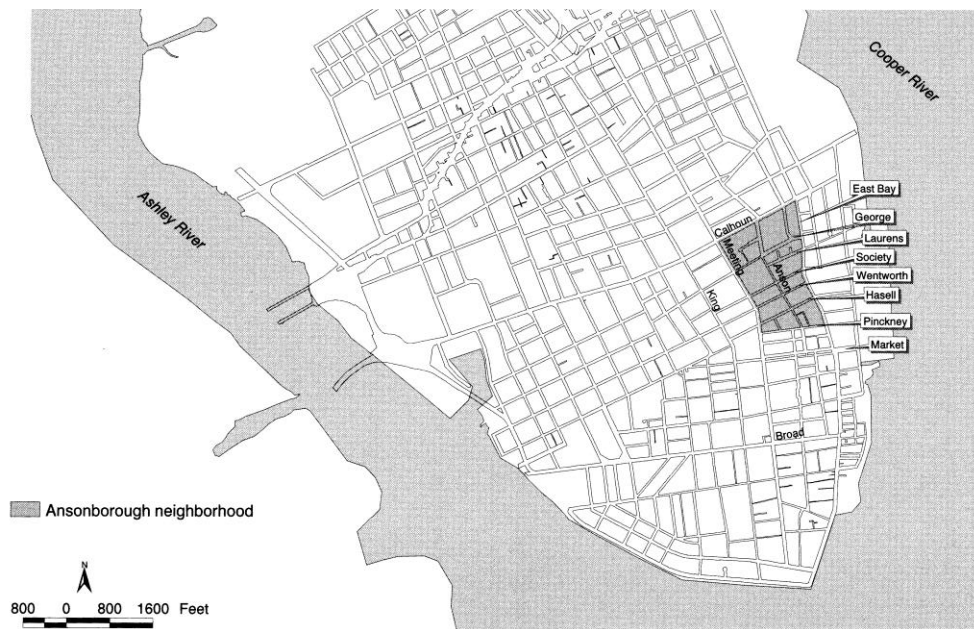 Cooper River
Ashley River
East Bay
George
Laurens
Society
Wentworth
Hasell
Pinckney
Market
Calhoun
Meeting
Anson
King
Broad
Ansonborough neighborhood
N
800 0 800 1600 Feet